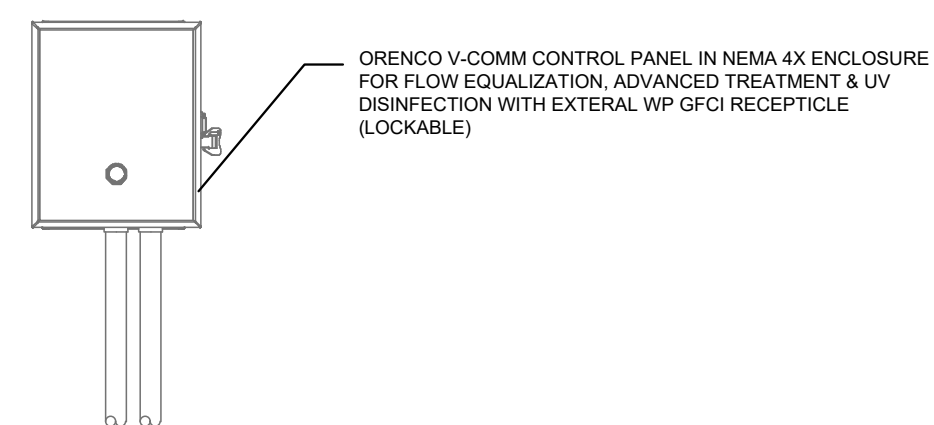 ORENCO V-COMM CONTROL PANEL IN NEMA 4X ENCLOSURE
FOR FLOW EQUALIZATION, ADVANCED TREATMENT & UV
DISINFECTION WITH EXTERAL WP GFCI RECEPTICLE
(LOCKABLE)